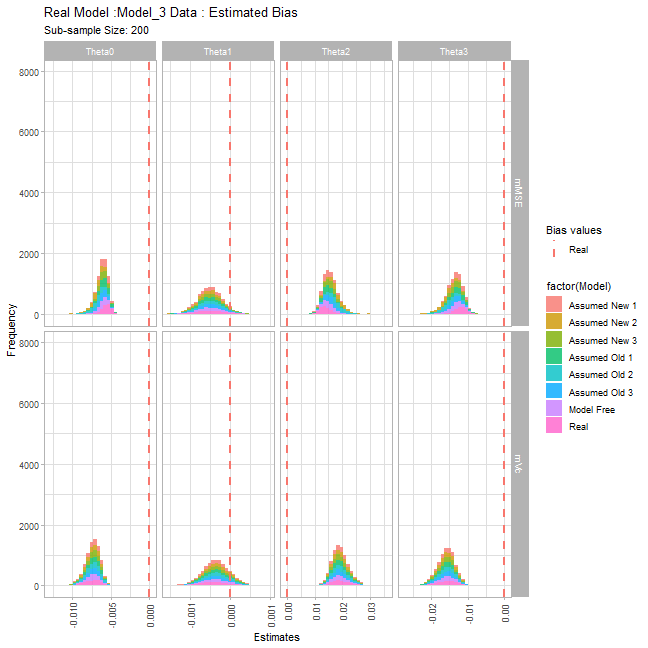 Real Model :Model_3 Data : Estimated Bias
Sub-sample Size: 200
Theta0 Theta1 Theta2 Theta3
8000
6000
4000
2000
0
mMSE
8000
6000
4000
2000
0
mVc
Frequency
-0.010 -0.005 0.000 -0.001 0.000 0.001 0.00 0.01 0.02 0.03 -0.02 -0.01 0.00
Estimates
Bias values
Real
factor(Model)
Assumed New 1
Assumed New 2
Assumed New 3
Assumed Old 1
Assumed Old 2
Assumed Old 3
Model Free
Real